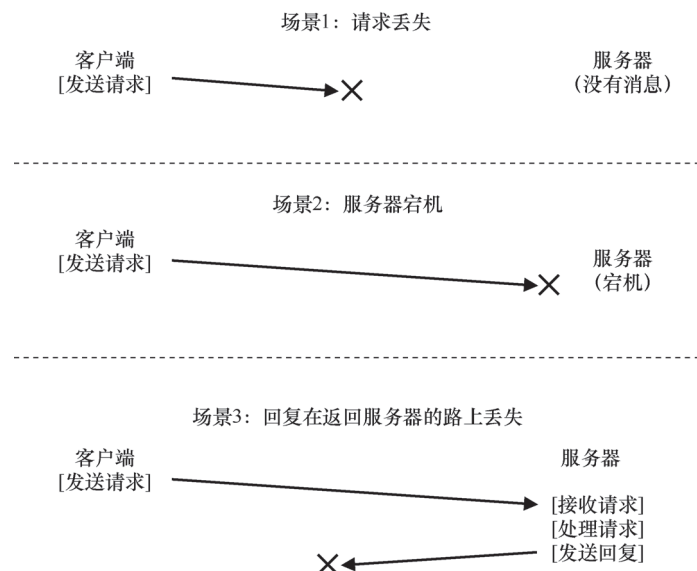 场景1：请求丢失
客户端
[发送请求]
服务器
（没有消息）
场景2：服务器宕机
客户端
[发送请求]
服务器
（宕机）
场景3：回复在返回服务器的路上丢失
客户端
[发送请求]
服务器
[接收请求]
[处理请求]
[发送回复]